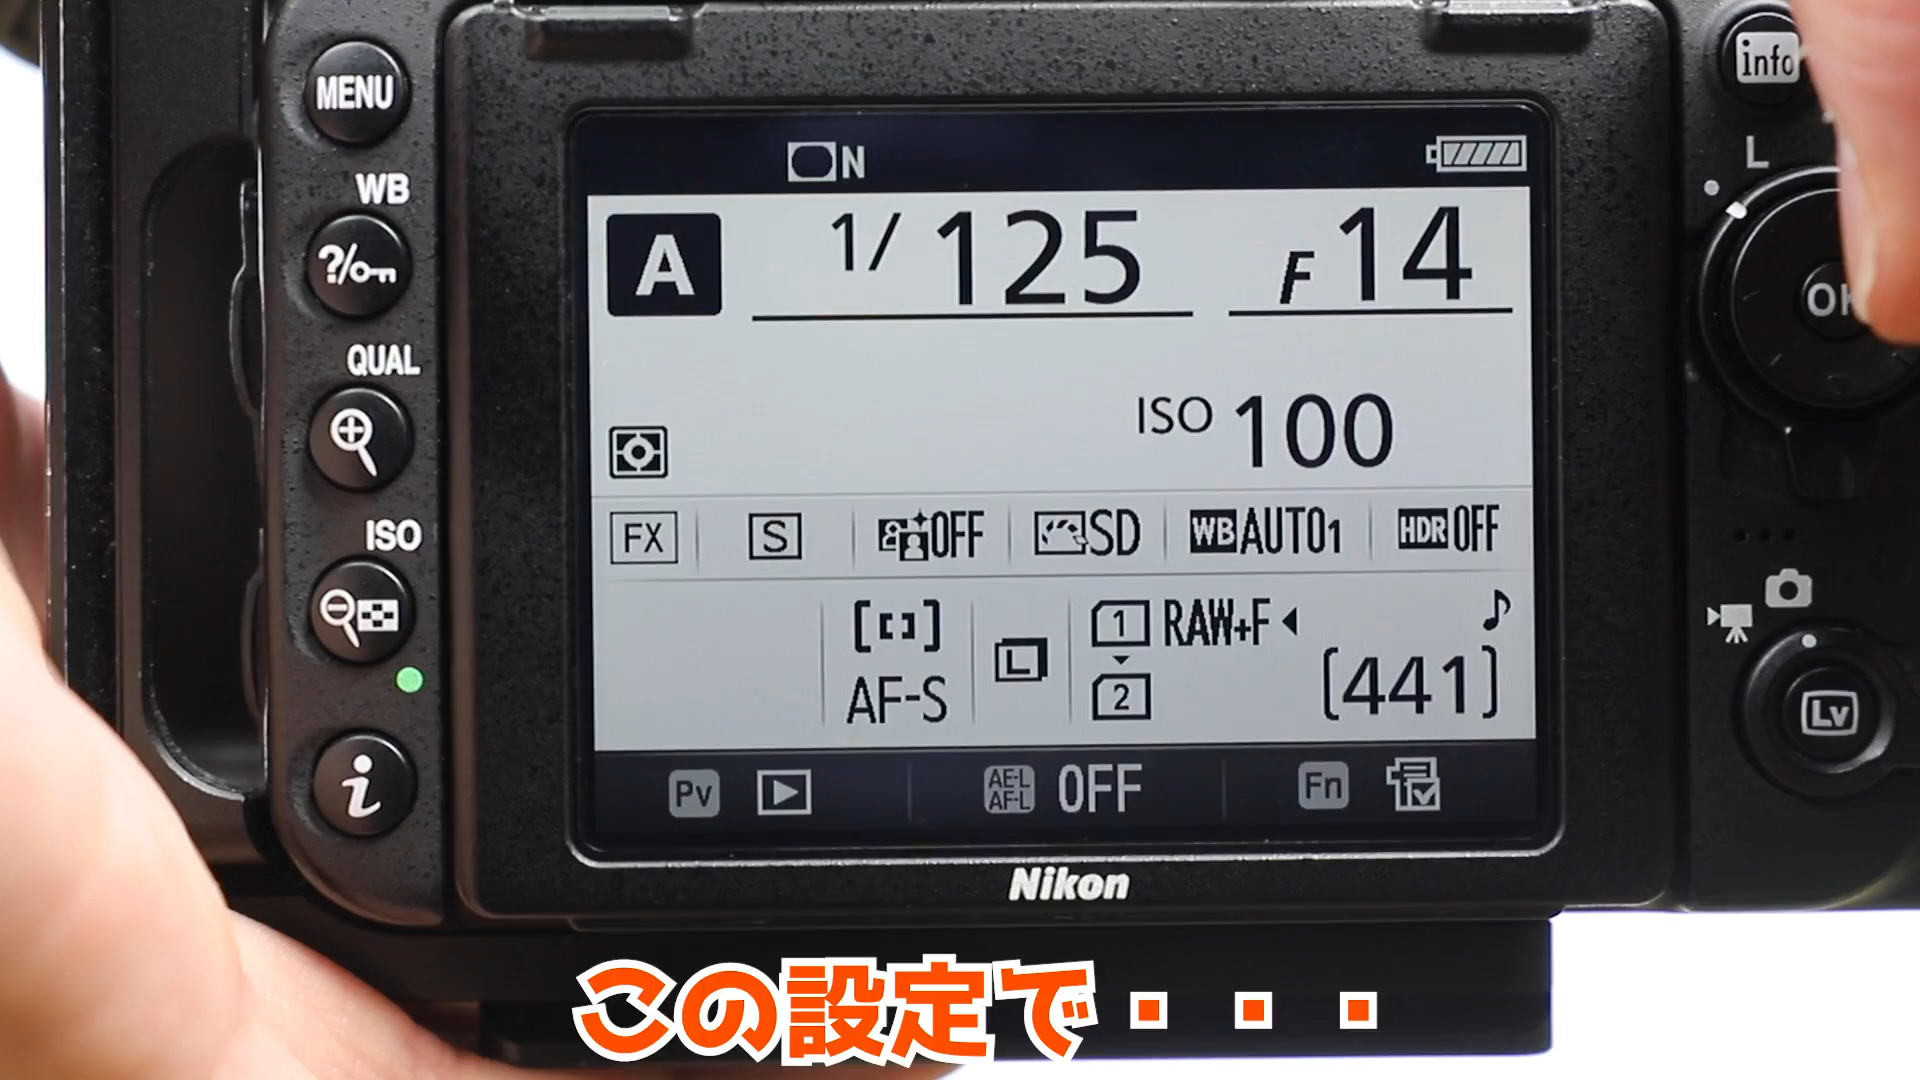 MENU
WB
?/
QUAL
ISO
i
N
A 1/125 F14
ISO 100
FX S OFF SD WB AUTO1 HDR OFF
[ ] 1 RAW+F
AF-S L 2 [441]
Pv AE-L AF-L OFF Fn
Nikon
info
L
OK
Lv
この設定で・・・